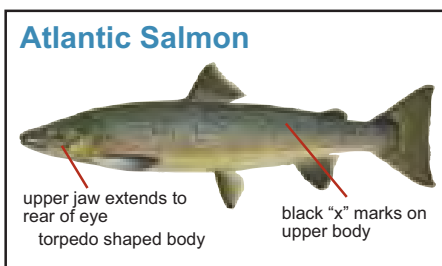 Atlantic Salmon
upper jaw extends to
rear of eye
torpedo shaped body
black “x” marks on
upper body